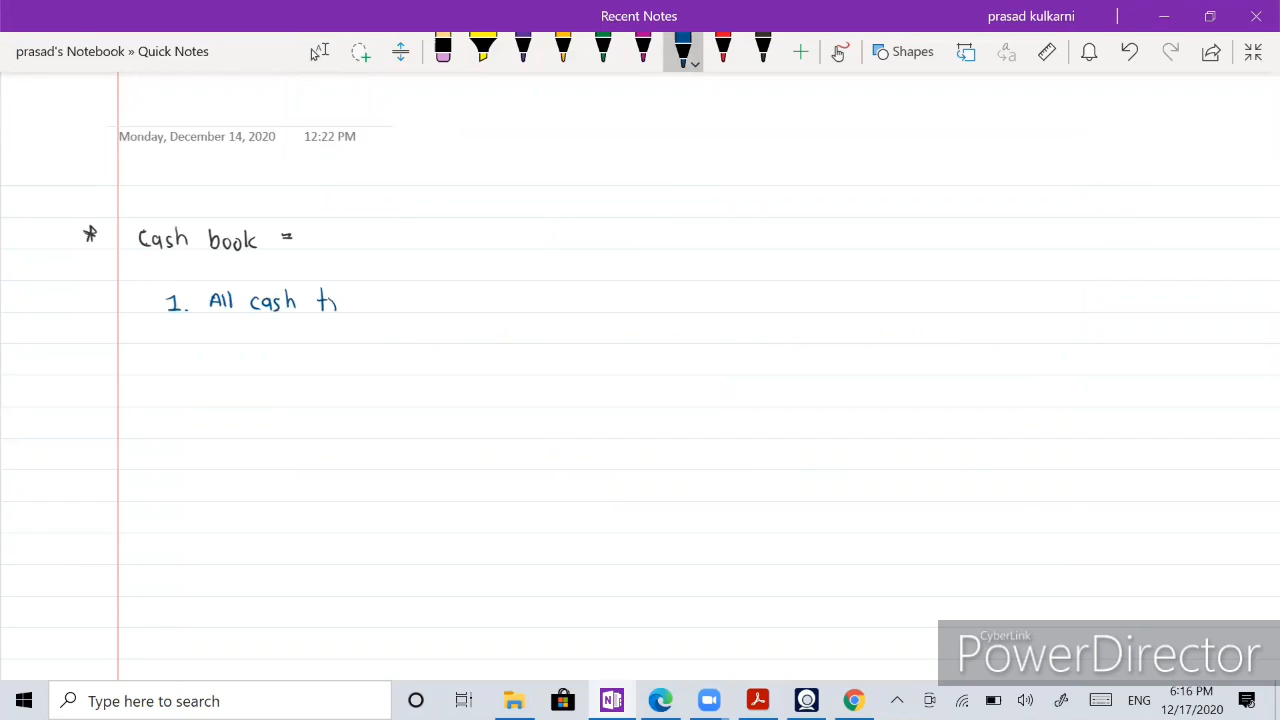 Recent Notes
prasad kulkarni
prasad's Notebook » Quick Notes
Shapes
Monday, December 14, 2020 12:22 PM
* Cash book =
1. All cash
CyberLink
PowerDirector
Type here to search
ENG
6:16 PM
12/17/2020